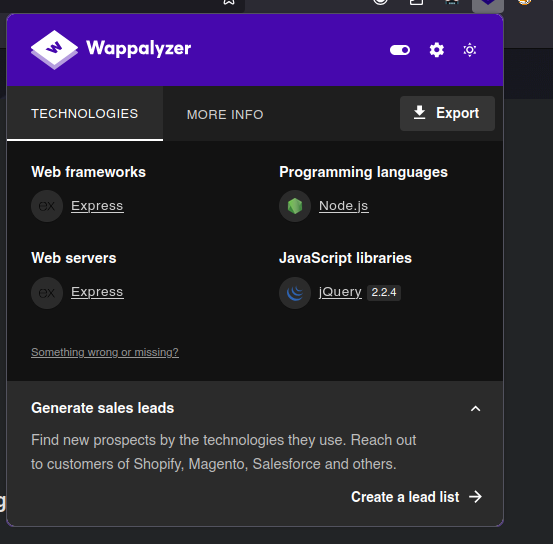 Wappalyzer
TECHNOLOGIES
MORE INFO
Export
Web frameworks
ex Express
Programming languages
Node.js
Web servers
ex Express
JavaScript libraries
jQuery 2.2.4
Something wrong or missing?
Generate sales leads
Find new prospects by the technologies they use. Reach out
to customers of Shopify, Magento, Salesforce and others.
Create a lead list